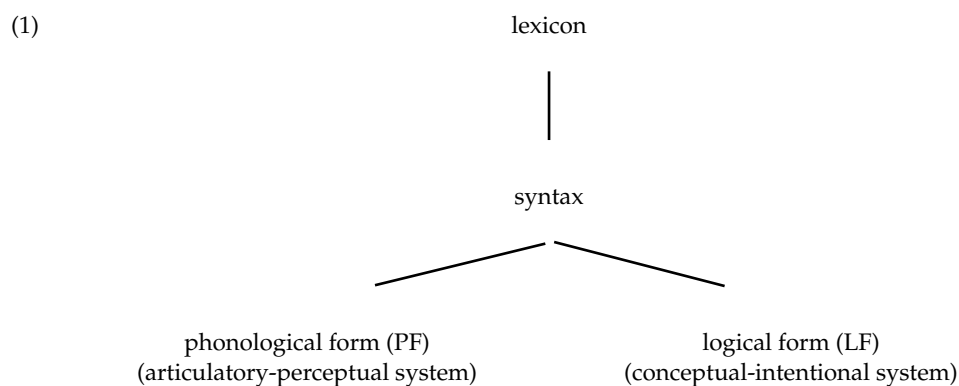 (1) lexicon
syntax
phonological form (PF) logical form (LF)
(articulatory-perceptual system) (conceptual-intentional system)